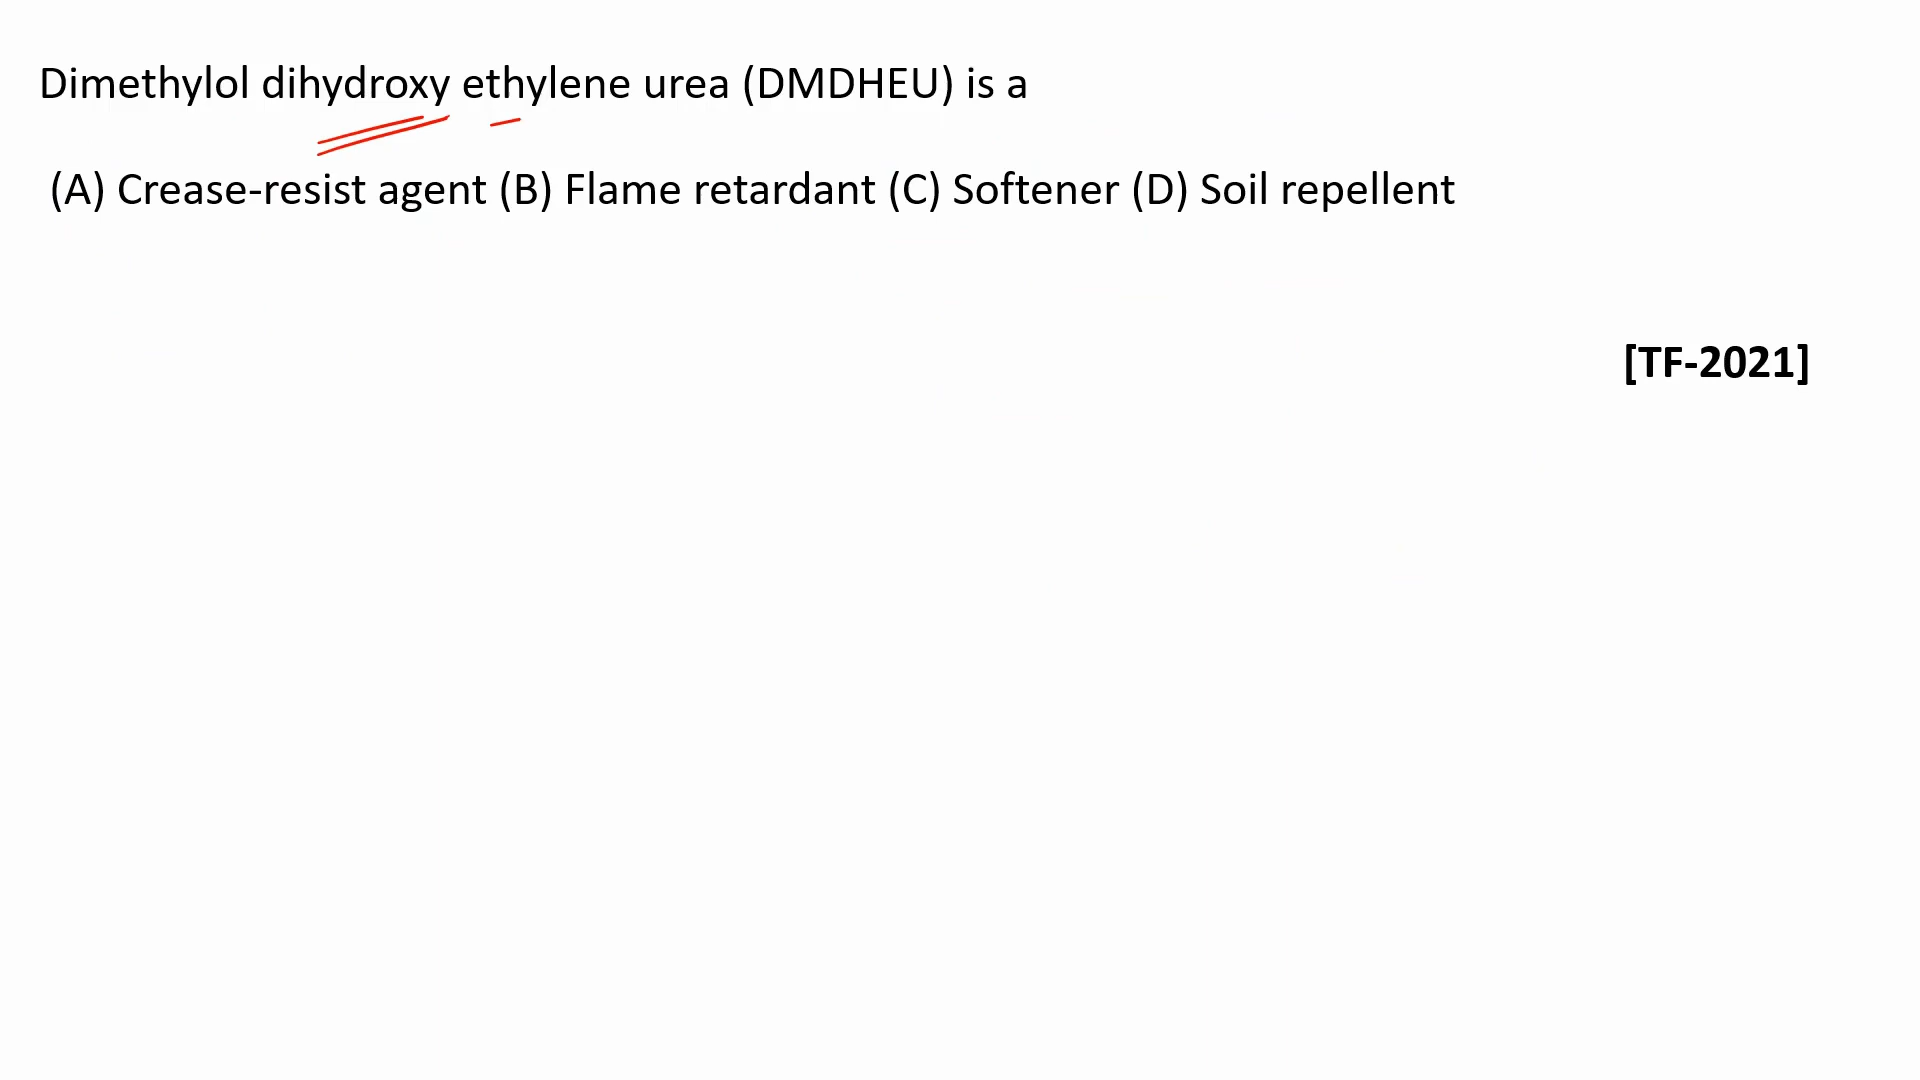 Dimethylol dihydroxy ethylene urea (DMDHEU) is a
(A) Crease-resist agent (B) Flame retardant (C) Softener (D) Soil repellent
[TF-2021]